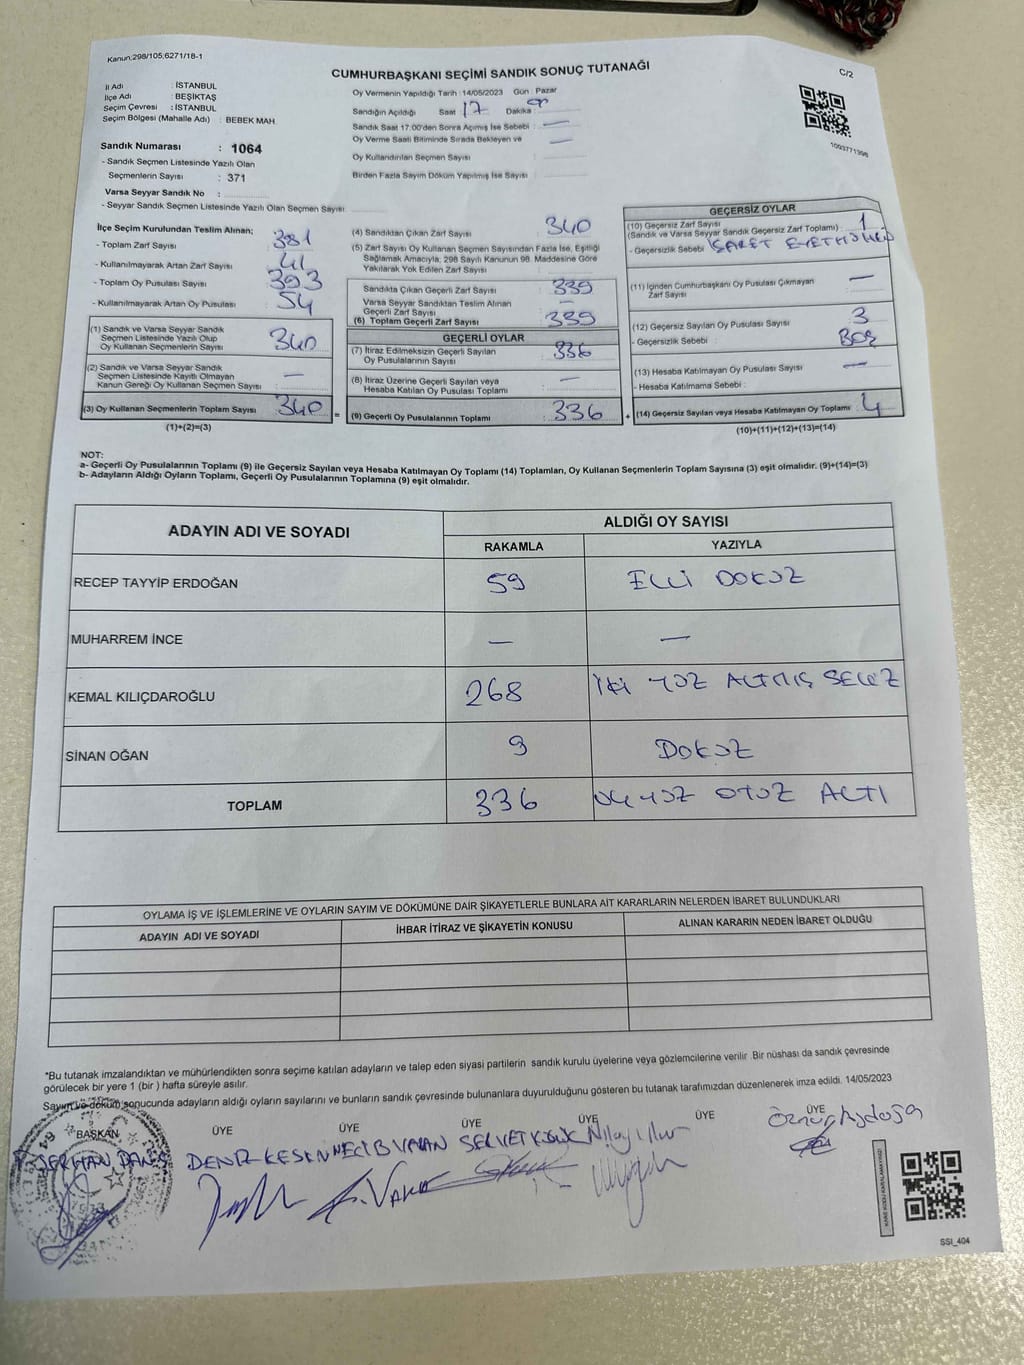 Kanun;298/105;6271/18-1
CUMHURBAŞKANI SEÇİMİ SANDIK SONUÇ TUTANAĞI
C/2
İl Adı : İSTANBUL
İlçe Adı : BEŞİKTAŞ
Seçim Çevresi : İSTANBUL
Seçim Bölgesi (Mahalle Adı) : BEBEK MAH.
Oy Vermenin Yapıldığı Tarih :14/05/2023 Gün : Pazar
Sandığın Açıldığı Saat 17 Dakika :
Sandık Saat 17:00'den Sonra Açımış İse Sebebi : —
Oy Verme Saati Bitiminde Sırada Bekleyen ve —
Oy Kullandırılan Seçmen Sayısı :
Birden Fazla Sayım Döküm Yapılmış İse Sayısı :
1003771398
Sandık Numarası : 1064
- Sandık Seçmen Listesinde Yazılı Olan
Seçmenlerin Sayısı : 371
Varsa Seyyar Sandık No :
- Seyyar Sandık Seçmen Listesinde Yazılı Olan Seçmen Sayısı
İlçe Seçim Kurulundan Teslim Alınan;
- Toplam Zarf Sayısı : 381
- Kullanılmayarak Artan Zarf Sayısı : 41
- Toplam Oy Pusulası Sayısı : 393
- Kullanılmayarak Artan Oy Pusulası : 54
(1) Sandık ve Varsa Seyyar Sandık
Seçmen Listesinde Yazılı Olup
Oy Kullanan Seçmenlerin Sayısı : 340
(2) Sandık ve Varsa Seyyar Sandık
Seçmen Listesinde Kayıtlı Olmayan
Kanun Gereği Oy Kullanan Seçmen Sayısı : —
(3) Oy Kullanan Seçmenlerin Toplam Sayısı : 340 =
(1)+(2)=(3)
(4) Sandıktan Çıkan Zarf Sayısı : 340
(5) Zarf Sayısı Oy Kullanan Seçmen Sayısından Fazla İse, Eşitliği
Sağlamak Amacıyla, 298 Sayılı Kanunun 98. Maddesine Göre
Yakılarak Yok Edilen Zarf Sayısı :
Sandıkta Çıkan Geçerli Zarf Sayısı : 339
Varsa Seyyar Sandıktan Teslim Alınan
Geçerli Zarf Sayısı : —
(6) Toplam Geçerli Zarf Sayısı : 339
GEÇERLİ OYLAR
(7) İtiraz Edilmeksizin Geçerli Sayılan
Oy Pusulalarının Sayısı : 336
(8) İtiraz Üzerine Geçerli Sayılan veya
Hesaba Katılan Oy Pusulası Toplamı : —
(9) Geçerli Oy Pusulalarının Toplamı : 336 +
GEÇERSİZ OYLAR
(10) Geçersiz Zarf Sayısı
(Sandık ve Varsa Seyyar Sandık Geçersiz Zarf Toplamı) : 1
- Geçersizlik Sebebi : İŞARET
(11) İçinden Cumhurbaşkanı Oy Pusulası Çıkmayan
Zarf Sayısı : —
(12) Geçersiz Sayılan Oy Pusulası Sayısı : 3
- Geçersizlik Sebebi : BOŞ
(13) Hesaba Katılmayan Oy Pusulası Sayısı : —
- Hesaba Katılmama Sebebi :
(14) Geçersiz Sayılan veya Hesaba Katılmayan Oy Toplamı : 4
(10)+(11)+(12)+(13)=(14)
NOT:
a- Geçerli Oy Pusulalarının Toplamı (9) ile Geçersiz Sayılan veya Hesaba Katılmayan Oy Toplamı (14) Toplamları, Oy Kullanan Seçmenlerin Toplam Sayısına (3) eşit olmalıdır. (9)+(14)=(3)
b- Adayların Aldığı Oyların Toplamı, Geçerli Oy Pusulalarının Toplamına (9) eşit olmalıdır.
ADAYIN ADI VE SOYADI
ALDIĞI OY SAYISI
RAKAMLA YAZIYLA
RECEP TAYYİP ERDOĞAN 59 ELLİ DOKUZ
MUHARREM İNCE — —
KEMAL KILIÇDAROĞLU 268 İKİ YÜZ ALTMIŞ SEKİZ
SİNAN OĞAN 9 DOKUZ
TOPLAM 336 ÜÇ YÜZ OTUZ ALTI
OYLAMA İŞ VE İŞLEMLERİNE VE OYLARIN SAYIM VE DÖKÜMÜNE DAİR ŞİKAYETLERLE BUNLARA AİT KARARLARIN NELERDEN İBARET BULUNDUKLARI
ADAYIN ADI VE SOYADI İHBAR İTİRAZ VE ŞİKAYETİN KONUSU ALINAN KARARIN NEDEN İBARET OLDUĞU
*Bu tutanak imzalandıktan ve mühürlendikten sonra seçime katılan adayların ve talep eden siyasi partilerin sandık kurulu üyelerine veya gözlemcilerine verilir .Bir nüshası da sandık çevresinde
görülecek bir yere 1 (bir ) hafta süreyle asılır.
Sayım ve döküm sonucunda adayların aldığı oyların sayılarını ve bunların sandık çevresinde bulunanlara duyurulduğunu gösteren bu tutanak tarafımızdan düzenlenerek imza edildi. 14/05/2023
BAŞKAN ÜYE ÜYE ÜYE ÜYE ÜYE ÜYE
SERHAN DENİZ KESKİN NECİB VARAN SERVET Nilay Öznur Aydoğa
SSI_404